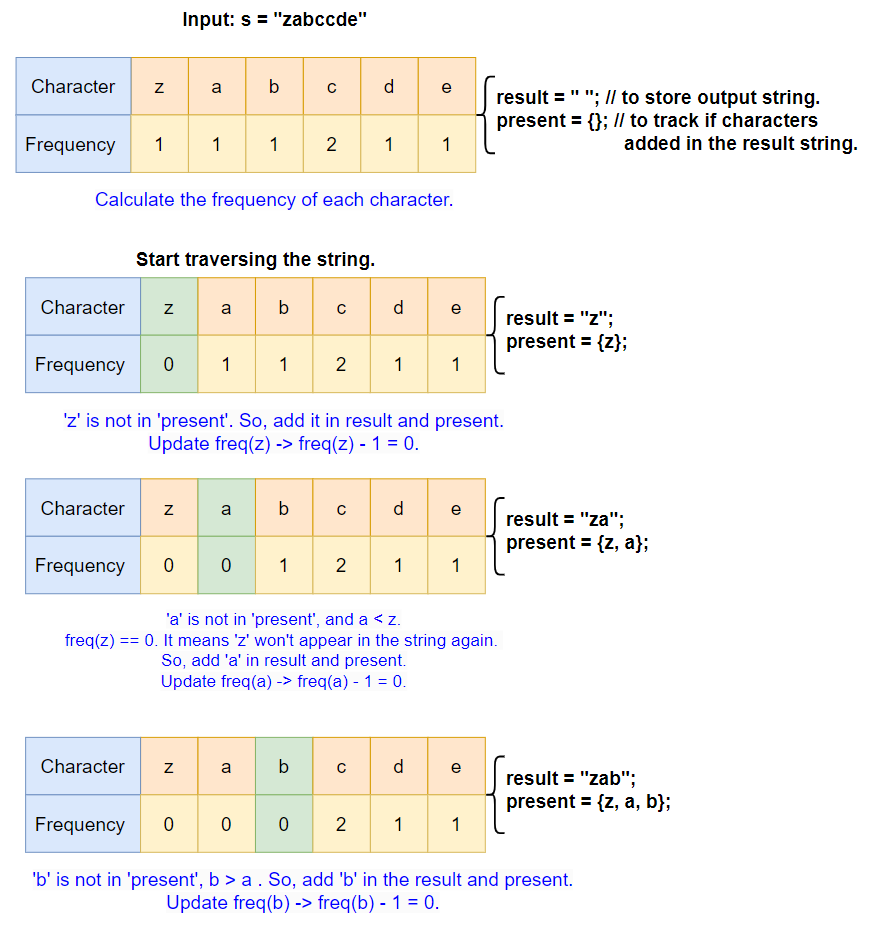 Input: s = "zabccde"
Character z a b c d e
Frequency 1 1 1 2 1 1
result = " "; // to store output string.
present = {}; // to track if characters
added in the result string.
Calculate the frequency of each character.
Start traversing the string.
Character z a b c d e
Frequency 0 1 1 2 1 1
result = "z";
present = {z};
'z' is not in 'present'. So, add it in result and present.
Update freq(z) -> freq(z) - 1 = 0.
Character z a b c d e
Frequency 0 0 1 2 1 1
result = "za";
present = {z, a};
'a' is not in 'present', and a < z.
freq(z) == 0. It means 'z' won't appear in the string again.
So, add 'a' in result and present.
Update freq(a) -> freq(a) - 1 = 0.
Character z a b c d e
Frequency 0 0 0 2 1 1
result = "zab";
present = {z, a, b};
'b' is not in 'present', b > a . So, add 'b' in the result and present.
Update freq(b) -> freq(b) - 1 = 0.